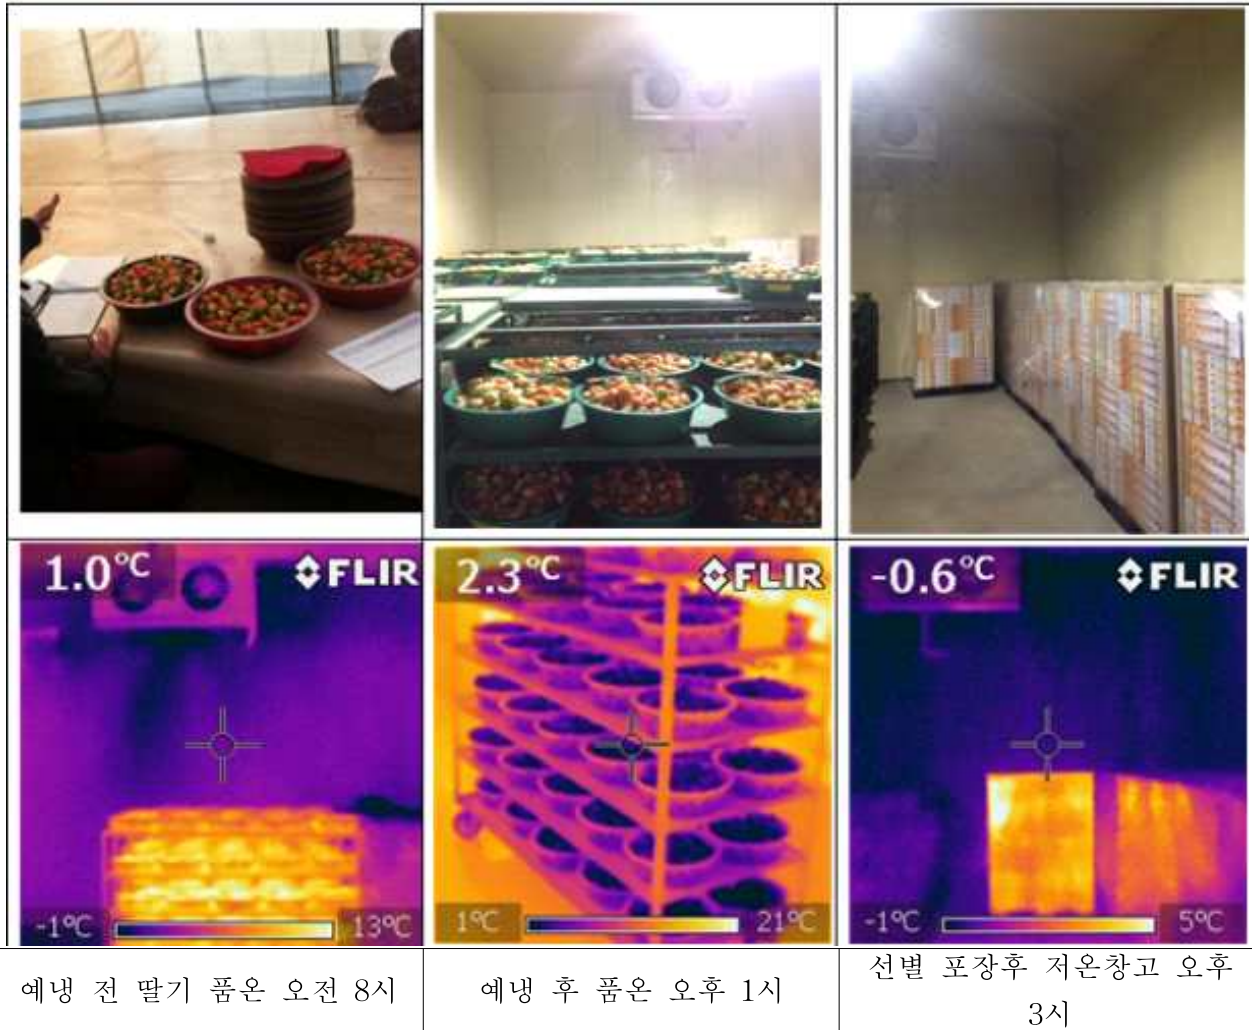 1.0°C
FLIR
2.3°C
FLIR
-0.6°C
FLIR
-1°C
13°C
1°C
21°C
-1°C
5°C
예냉 전 딸기 품온 오전 8시
예냉 후 품온 오후 1시
선별 포장후 저온창고 오후
3시